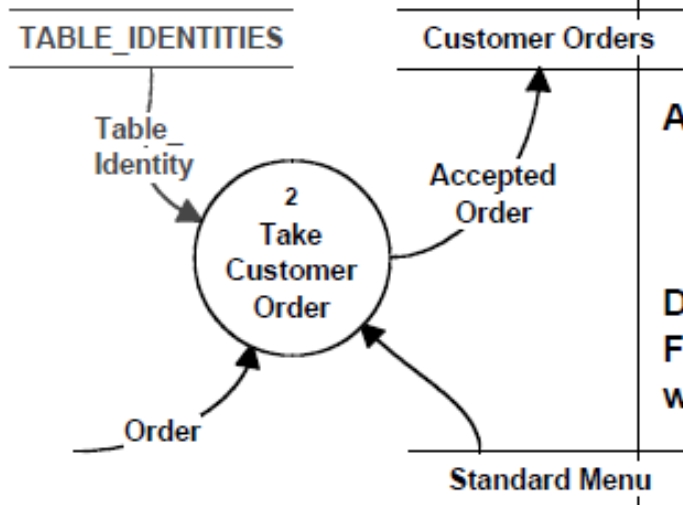 TABLE_IDENTITIES
Customer Orders
A
Table_
Identity
Accepted
Order
2
Take
Customer
Order
D
F
w
Order
Standard Menu